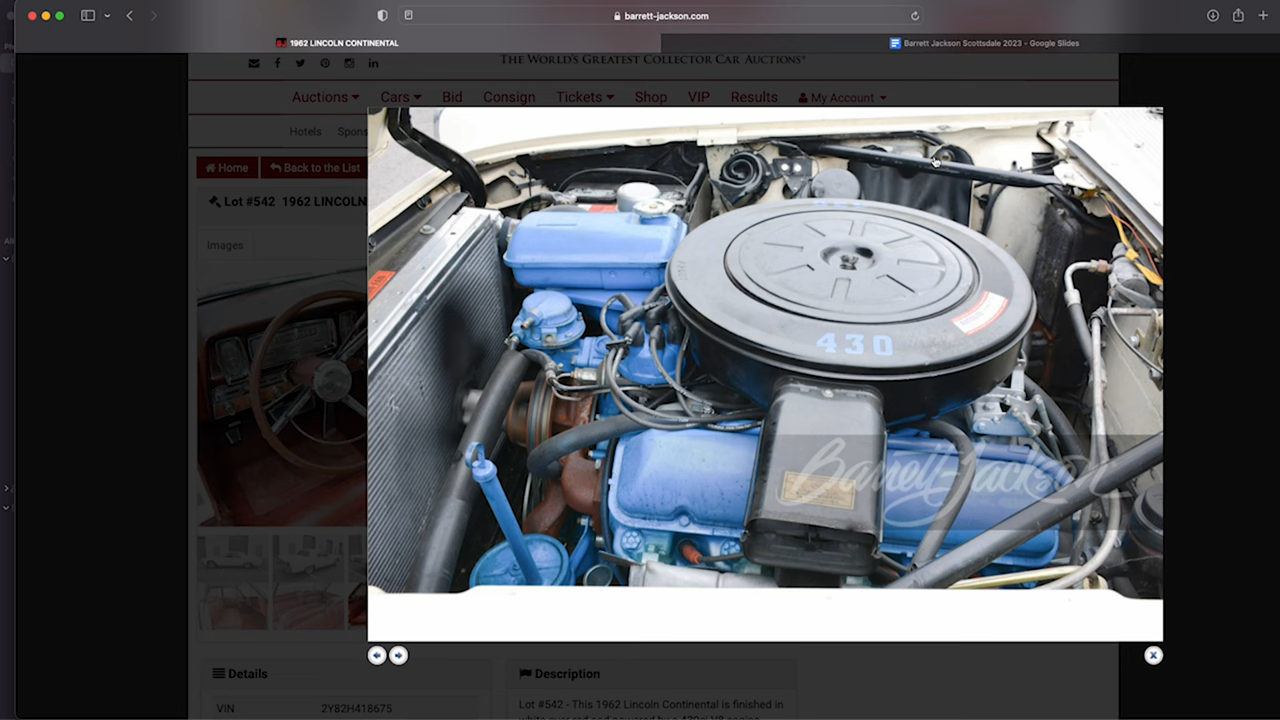 barrett-jackson.com
1962 LINCOLN CONTINENTAL
Barrett Jackson Scottsdale 2023 - Google Slides
THE WORLD'S GREATEST COLLECTOR CAR AUCTIONS®
Auctions Cars Bid Consign Tickets Shop VIP Results My Account
Hotels Spons
Home Back to the List
Lot #542 1962 LINCOLN
Images
430
Barrett-Jackson
Details
Description
VIN 2Y82H418675
Lot #542 - This 1962 Lincoln Continental is finished in
white over red and powered by a 430ci V8 engine